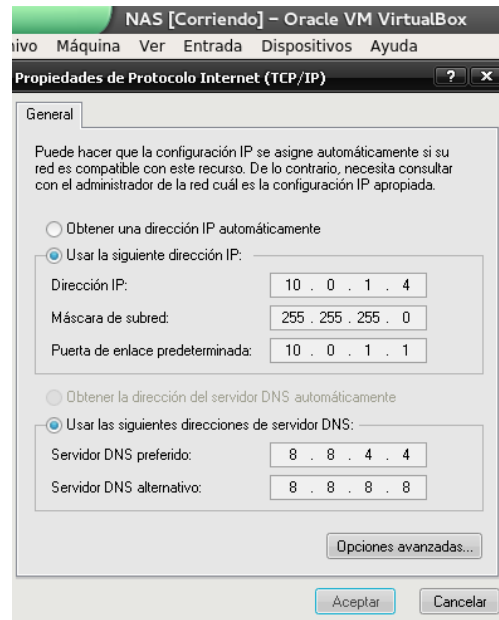 NAS [Corriendo] - Oracle VM VirtualBox
ivo Máquina Ver Entrada Dispositivos Ayuda
Propiedades de Protocolo Internet (TCP/IP) ? X
General
Puede hacer que la configuración IP se asigne automáticamente si su
red es compatible con este recurso. De lo contrario, necesita consultar
con el administrador de la red cuál es la configuración IP apropiada.
Obtener una dirección IP automáticamente
Usar la siguiente dirección IP:
Dirección IP: 10 . 0 . 1 . 4
Máscara de subred: 255 . 255 . 255 . 0
Puerta de enlace predeterminada: 10 . 0 . 1 . 1
Obtener la dirección del servidor DNS automáticamente
Usar las siguientes direcciones de servidor DNS:
Servidor DNS preferido: 8 . 8 . 4 . 4
Servidor DNS alternativo: 8 . 8 . 8 . 8
Opciones avanzadas...
Aceptar Cancelar